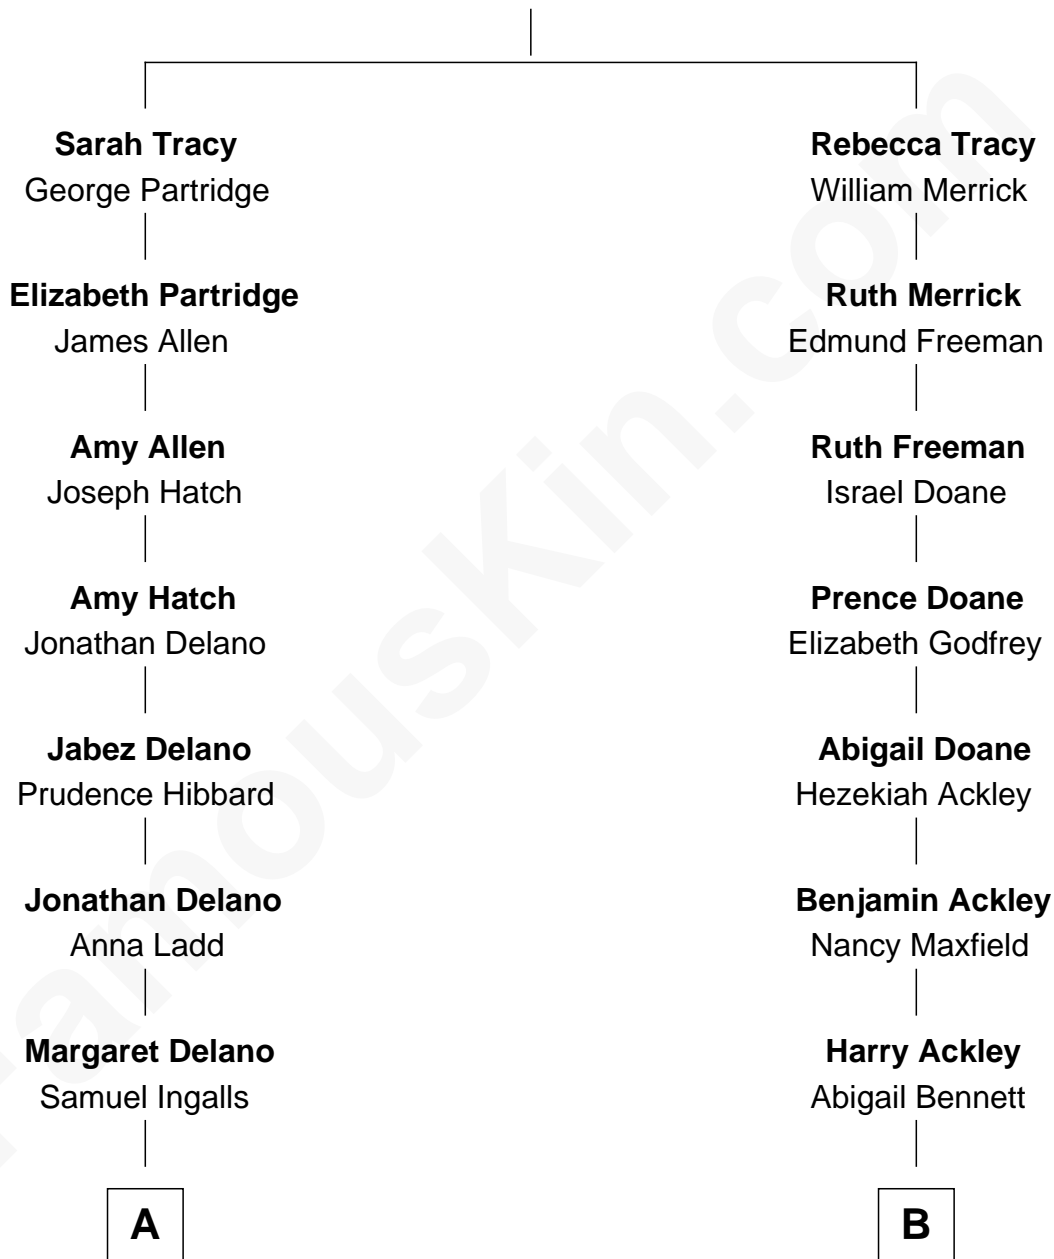 Sarah Tracy
George Partridge
Elizabeth Partridge
James Allen
Amy Allen
Joseph Hatch
Amy Hatch
Jonathan Delano
Jabez Delano
Prudence Hibbard
Jonathan Delano
Anna Ladd
Margaret Delano
Samuel Ingalls
A
Rebecca Tracy
William Merrick
Ruth Merrick
Edmund Freeman
Ruth Freeman
Israel Doane
Prence Doane
Elizabeth Godfrey
Abigail Doane
Hezekiah Ackley
Benjamin Ackley
Nancy Maxfield
Harry Ackley
Abigail Bennett
B
FamousKin.com